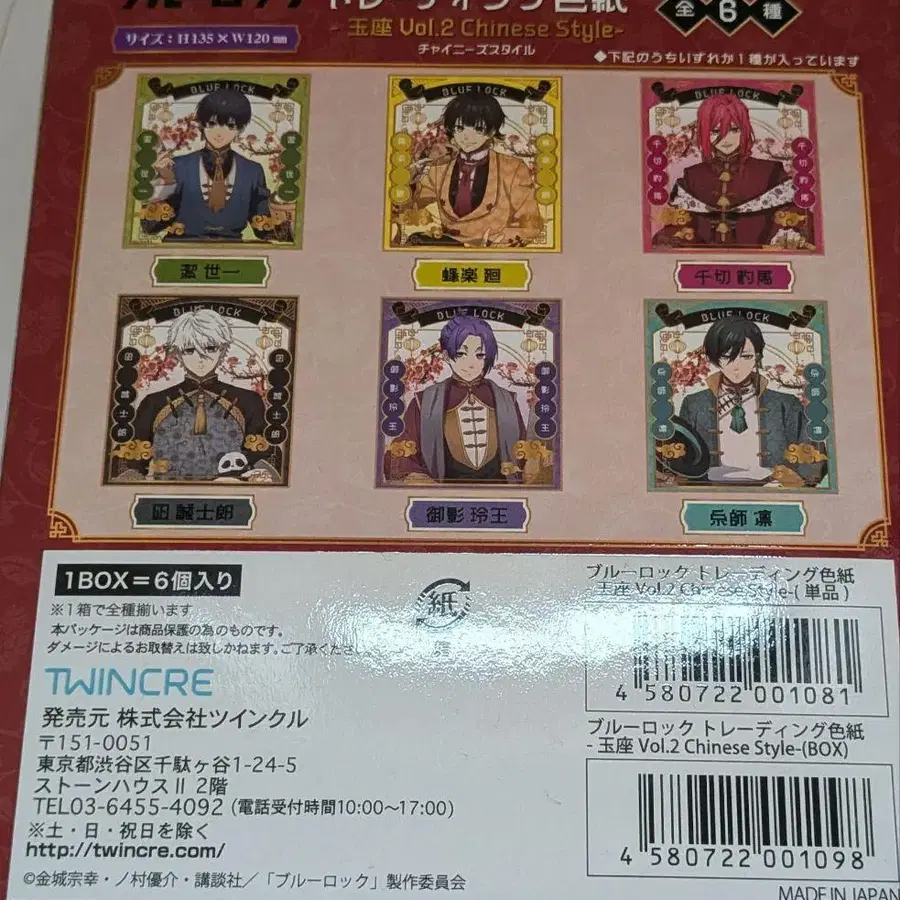 トレーディング色紙
全6種
- 玉座 Vol.2 Chinese Style-
チャイニーズスタイル
サイズ：H135×W120㎜
◆下記のうちいずれか1種が入っています
BLUE LOCK
BLUE LOCK
BLUE LOCK
潔 世一
蜂楽 廻
千切 豹馬
BLUE LOCK
BLUE LOCK
BLUE LOCK
凪 誠士郎
御影 玲王
糸師 凛
1BOX＝6個入り
※1箱で全種揃います
本パッケージは商品保護の為のものです。
ダメージによるお取替えは致しかねます。ご了承くださ
紙
箱
TWINCRE
発売元 株式会社ツインクル
〒151-0051
東京都渋谷区千駄ヶ谷1-24-5
ストーンハウスⅡ 2階
TEL03-6455-4092 (電話受付時間10:00～17:00)
※土・日・祝日を除く
http://twincre.com/
©金城宗幸・ノ村優介・講談社／「ブルーロック」製作委員会
ブルーロック トレーディング色紙
- 玉座 Vol.2 Chinese Style-( 単品 )
4 580722 001081
ブルーロック トレーディング色紙
- 玉座 Vol.2 Chinese Style-(BOX)
4 580722 001098
MADE IN JAPAN